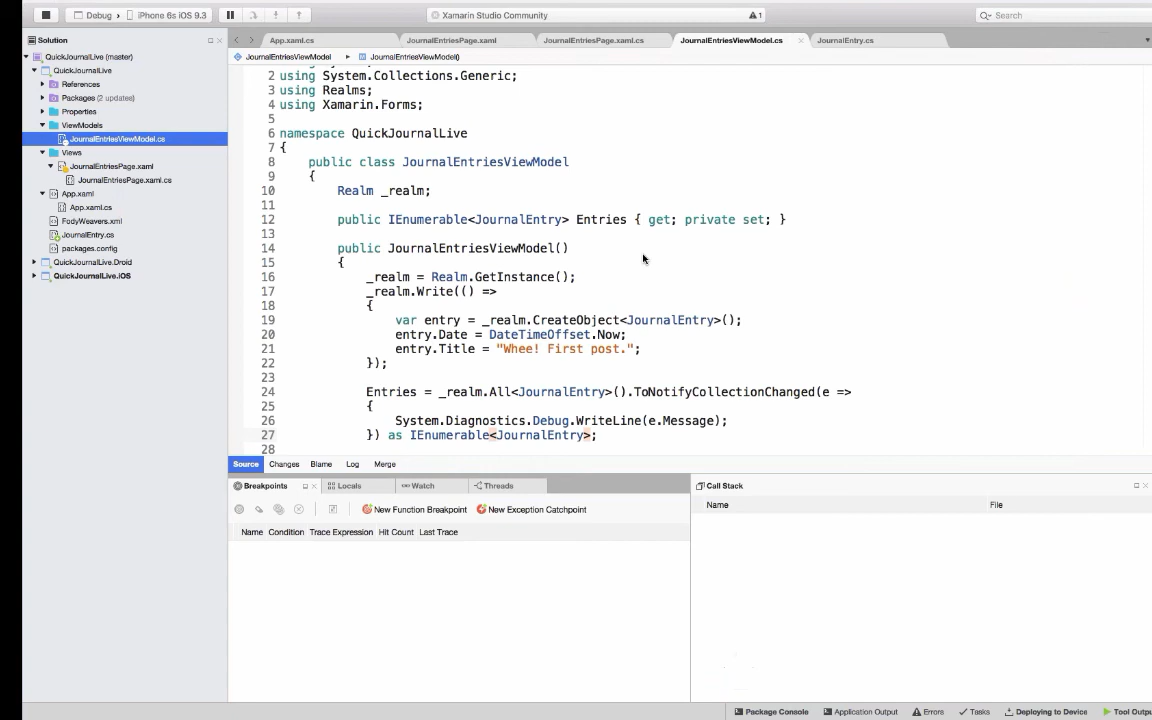 Debug > iPhone 6s iOS 9.3
Xamarin Studio Community
1
Search
Solution
App.xaml.cs
JournalEntriesPage.xaml
JournalEntriesPage.xaml.cs
JournalEntriesViewModel.cs
JournalEntry.cs
QuickJournalLive (master)
QuickJournalLive
References
Packages (2 updates)
Properties
ViewModels
JournalEntriesViewModel.cs
Views
JournalEntriesPage.xaml
JournalEntriesPage.xaml.cs
App.xaml
App.xaml.cs
FodyWeavers.xml
JournalEntry.cs
packages.config
QuickJournalLive.Droid
QuickJournalLive.iOS
JournalEntriesViewModel
JournalEntriesViewModel()
2 using System.Collections.Generic;
3 using Realms;
4 using Xamarin.Forms;
5
6 namespace QuickJournalLive
7 {
8 public class JournalEntriesViewModel
9 {
10 Realm _realm;
11
12 public IEnumerable<JournalEntry> Entries { get; private set; }
13
14 public JournalEntriesViewModel()
15 {
16 _realm = Realm.GetInstance();
17 _realm.Write(() =>
18 {
19 var entry = _realm.CreateObject<JournalEntry>();
20 entry.Date = DateTimeOffset.Now;
21 entry.Title = "Whee! First post.";
22 });
23
24 Entries = _realm.All<JournalEntry>().ToNotifyCollectionChanged(e =>
25 {
26 System.Diagnostics.Debug.WriteLine(e.Message);
27 }) as IEnumerable<JournalEntry>;
28
Source Changes Blame Log Merge
Breakpoints
Locals
Watch
Threads
New Function Breakpoint
New Exception Catchpoint
Name Condition Trace Expression Hit Count Last Trace
Call Stack
Name File
Package Console
Application Output
Errors
Tasks
Deploying to Device
Tool Outp